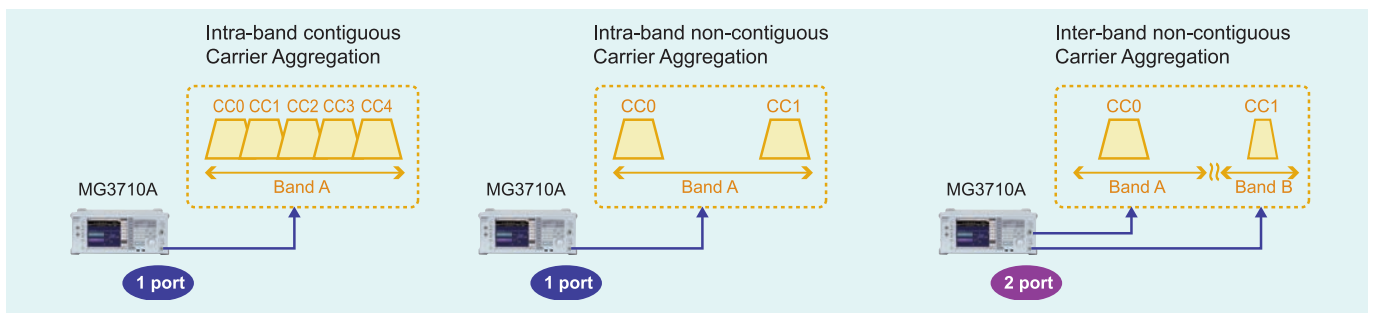 Intra-band contiguous
Carrier Aggregation
CC0 CC1 CC2 CC3 CC4
Band A
MG3710A
1 port
Intra-band non-contiguous
Carrier Aggregation
CC0 CC1
Band A
MG3710A
1 port
Inter-band non-contiguous
Carrier Aggregation
CC0 CC1
Band A Band B
MG3710A
2 port